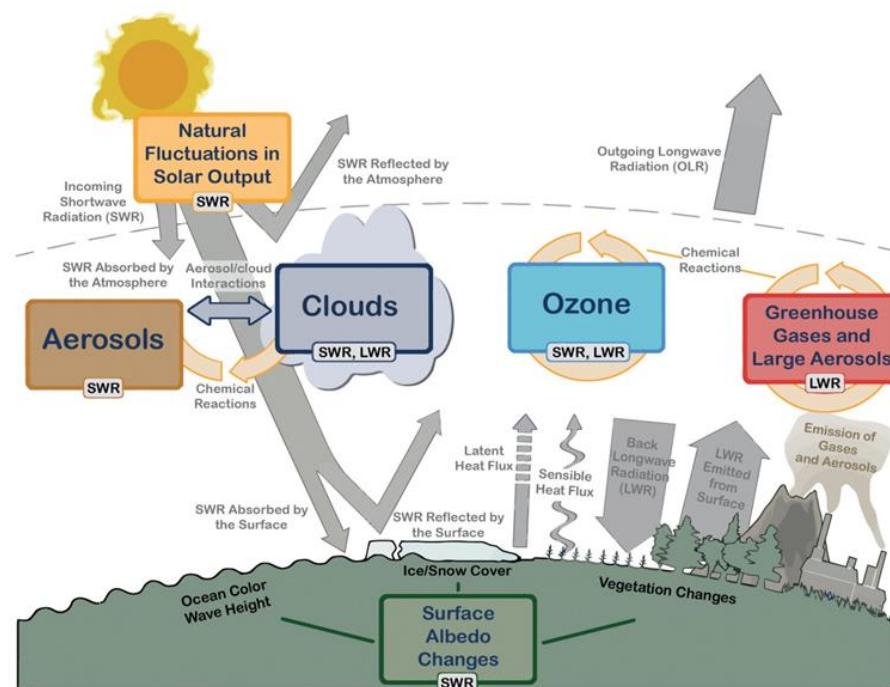 Natural
Fluctuations in
Solar Output
SWR
Incoming
Shortwave
Radiation (SWR)
SWR Reflected by
the Atmosphere
Outgoing Longwave
Radiation (OLR)
SWR Absorbed by
the Atmosphere
Aerosol/cloud
Interactions
Chemical
Reactions
Aerosols
SWR
Clouds
SWR, LWR
Ozone
SWR, LWR
Greenhouse
Gases and
Large Aerosols
LWR
Chemical
Reactions
Latent
Heat Flux
Sensible
Heat Flux
Back
Longwave
Radiation
(LWR)
LWR
Emitted
from
Surface
Emission of
Gases
and Aerosols
SWR Absorbed by
the Surface
SWR Reflected by
the Surface
Ice/Snow Cover
Ocean Color
Wave Height
Vegetation Changes
Surface
Albedo
Changes
SWR